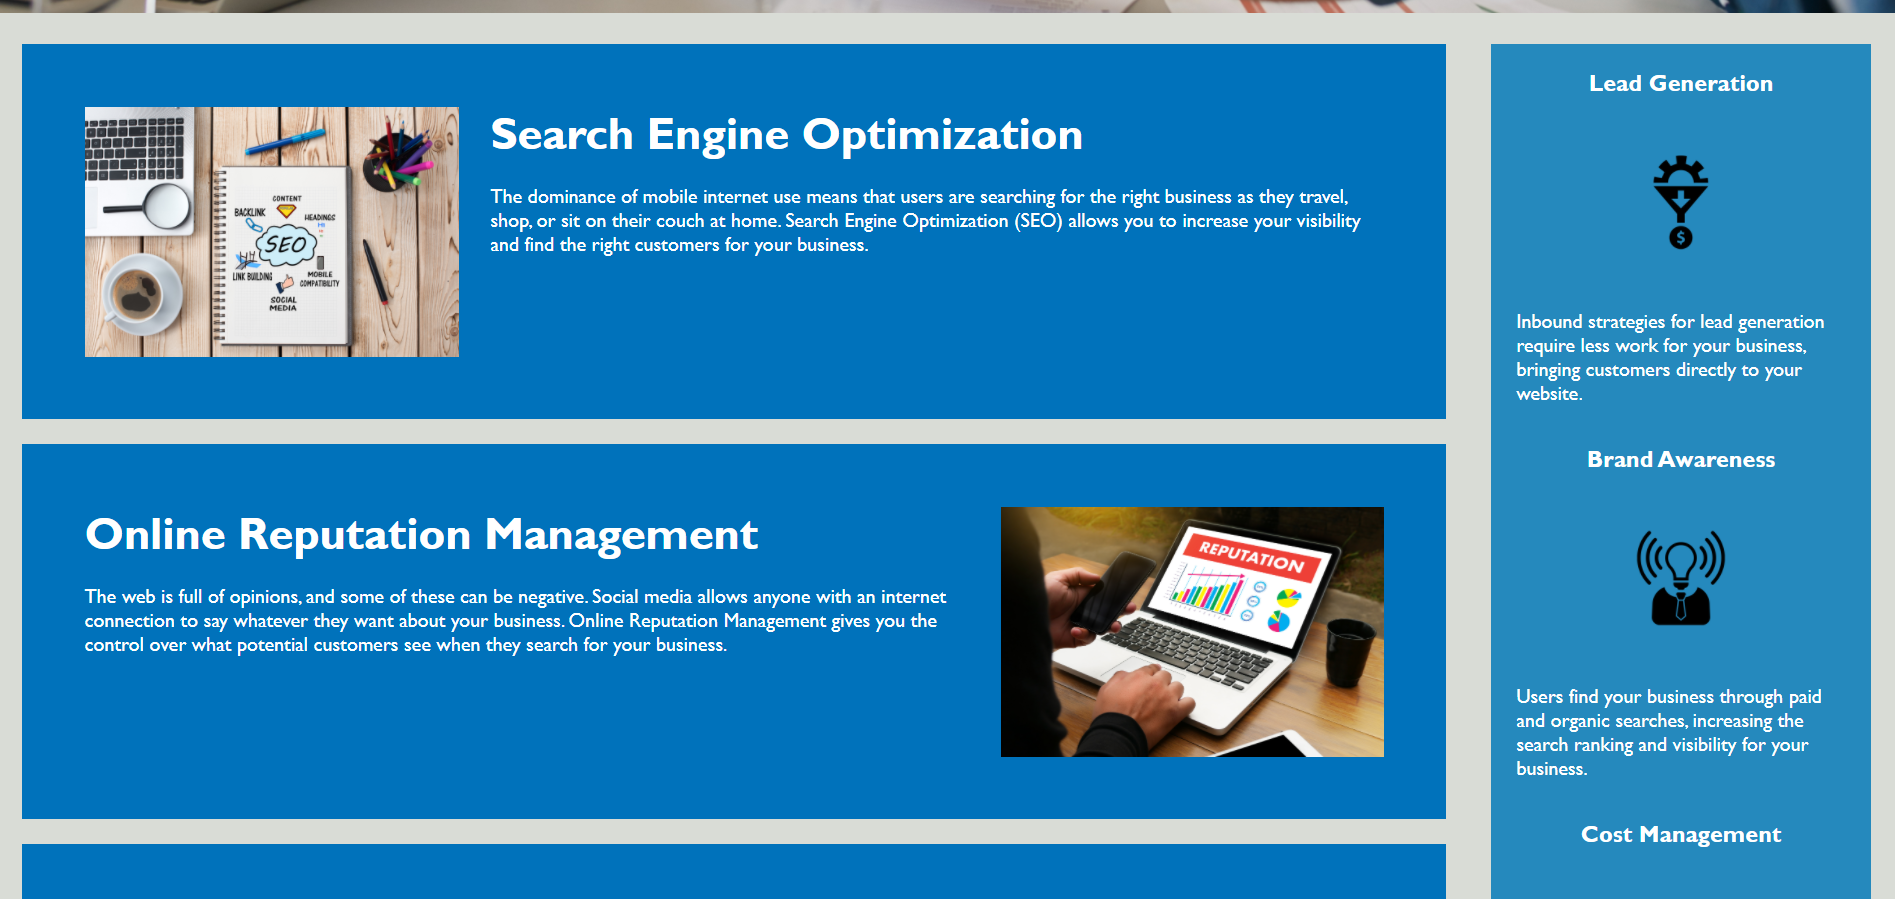 Search Engine Optimization
The dominance of mobile internet use means that users are searching for the right business as they travel,
shop, or sit on their couch at home. Search Engine Optimization (SEO) allows you to increase your visibility
and find the right customers for your business.
CONTENT
BACKLINK
HEADINGS
SEO
LINK BUILDING
MOBILE
COMPATIBILITY
SOCIAL
MEDIA
Online Reputation Management
The web is full of opinions, and some of these can be negative. Social media allows anyone with an internet
connection to say whatever they want about your business. Online Reputation Management gives you the
control over what potential customers see when they search for your business.
REPUTATION
Lead Generation
$
Inbound strategies for lead generation
require less work for your business,
bringing customers directly to your
website.
Brand Awareness
Users find your business through paid
and organic searches, increasing the
search ranking and visibility for your
business.
Cost Management